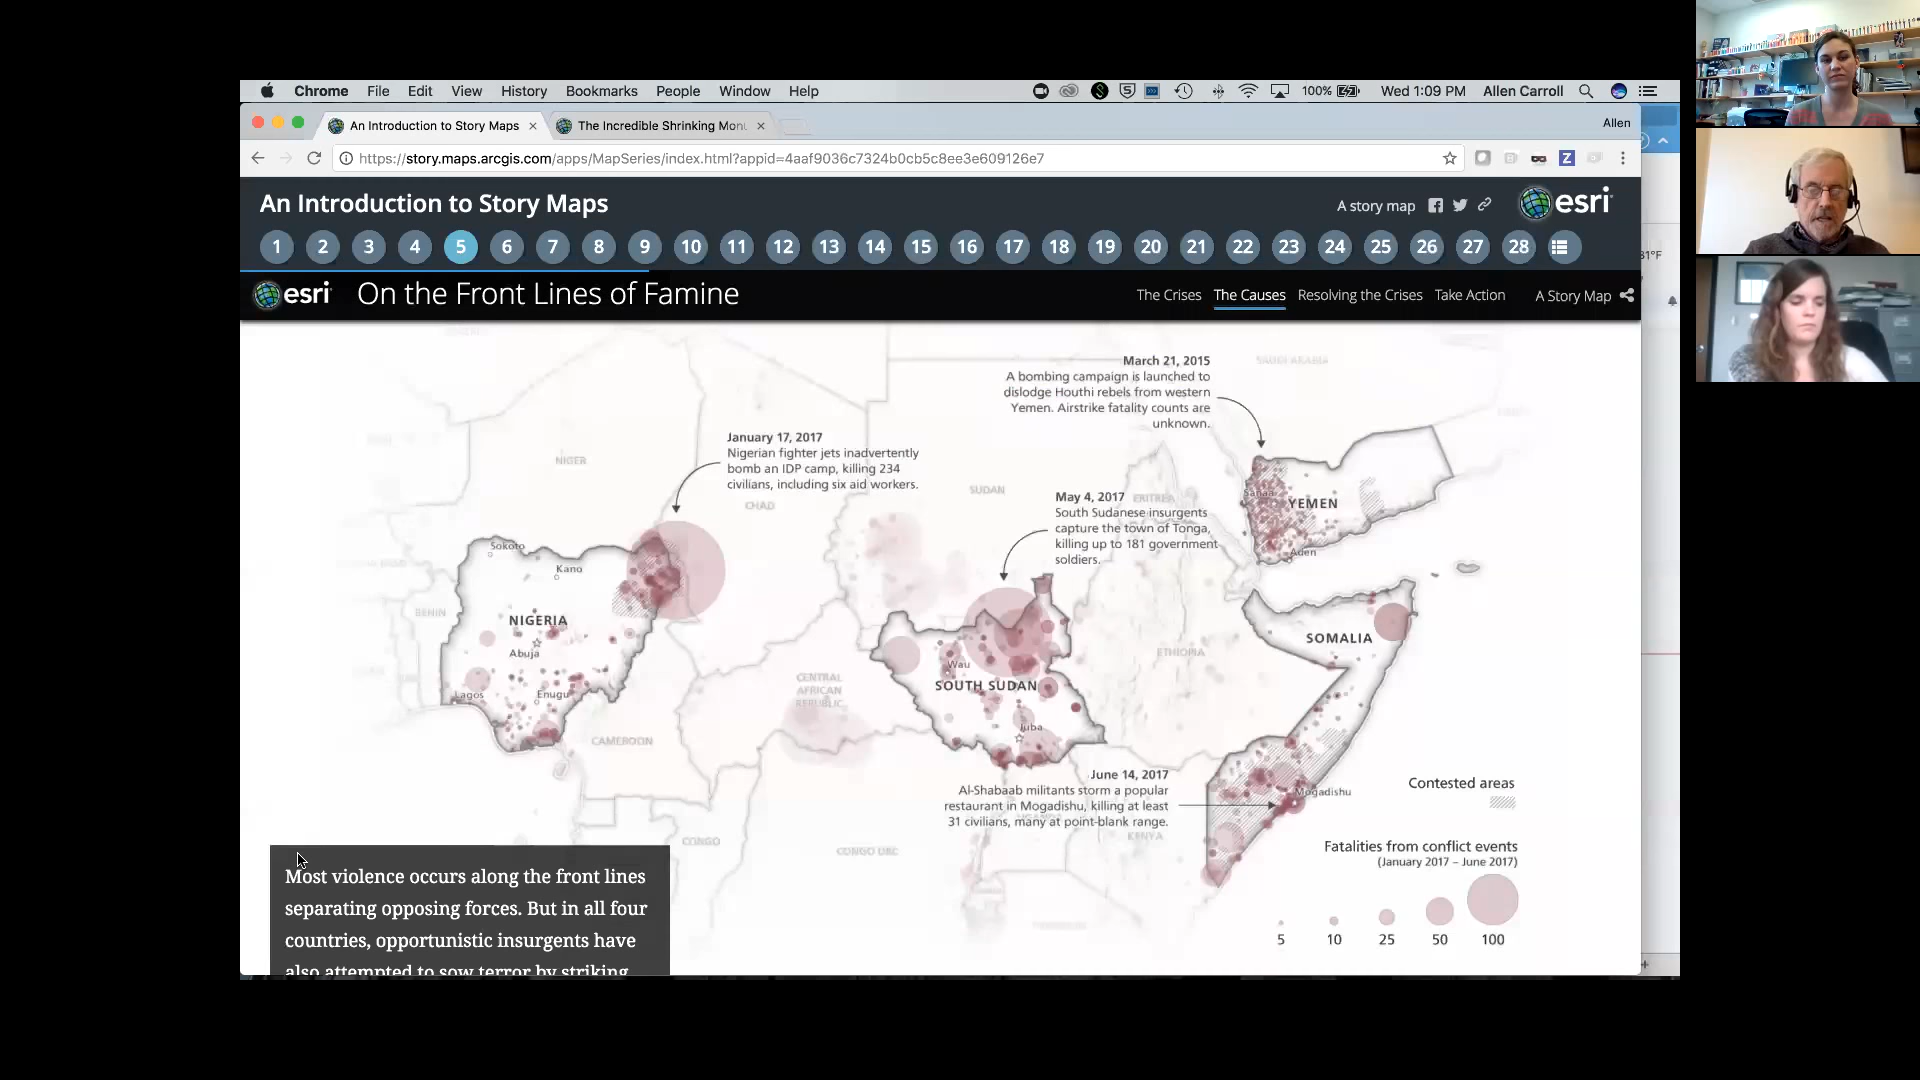 Chrome File Edit View History Bookmarks People Window Help
100% Wed 1:09 PM Allen Carroll
An Introduction to Story Maps
The Incredible Shrinking Mon
Allen
https://story.maps.arcgis.com/apps/MapSeries/index.html?appid=4aaf9036c7324b0cb5c8ee3e609126e7
An Introduction to Story Maps
A story map
esri
1 2 3 4 5 6 7 8 9 10 11 12 13 14 15 16 17 18 19 20 21 22 23 24 25 26 27 28
esri
On the Front Lines of Famine
The Crises The Causes Resolving the Crises Take Action A Story Map
March 21, 2015
A bombing campaign is launched to
dislodge Houthi rebels from western
Yemen. Airstrike fatality counts are
unknown.
SAUDI ARABIA
January 17, 2017
Nigerian fighter jets inadvertently
bomb an IDP camp, killing 234
civilians, including six aid workers.
NIGER
CHAD
SUDAN
ERITREA
May 4, 2017
South Sudanese insurgents
capture the town of Tonga,
killing up to 181 government
soldiers.
Sanaa
YEMEN
Aden
Sokoto
Kano
BENIN
NIGERIA
Abuja
Lagos
Enugu
CAMEROON
CENTRAL
AFRICAN
REPUBLIC
Wau
SOUTH SUDAN
Juba
ETHIOPIA
SOMALIA
Mogadishu
June 14, 2017
Al-Shabaab militants storm a popular
restaurant in Mogadishu, killing at least
31 civilians, many at point-blank range.
KENYA
CONGO
CONGO DRC
Contested areas
Fatalities from conflict events
(January 2017 – June 2017)
5 10 25 50 100
Most violence occurs along the front lines
separating opposing forces. But in all four
countries, opportunistic insurgents have
also attempted to sow terror by striking